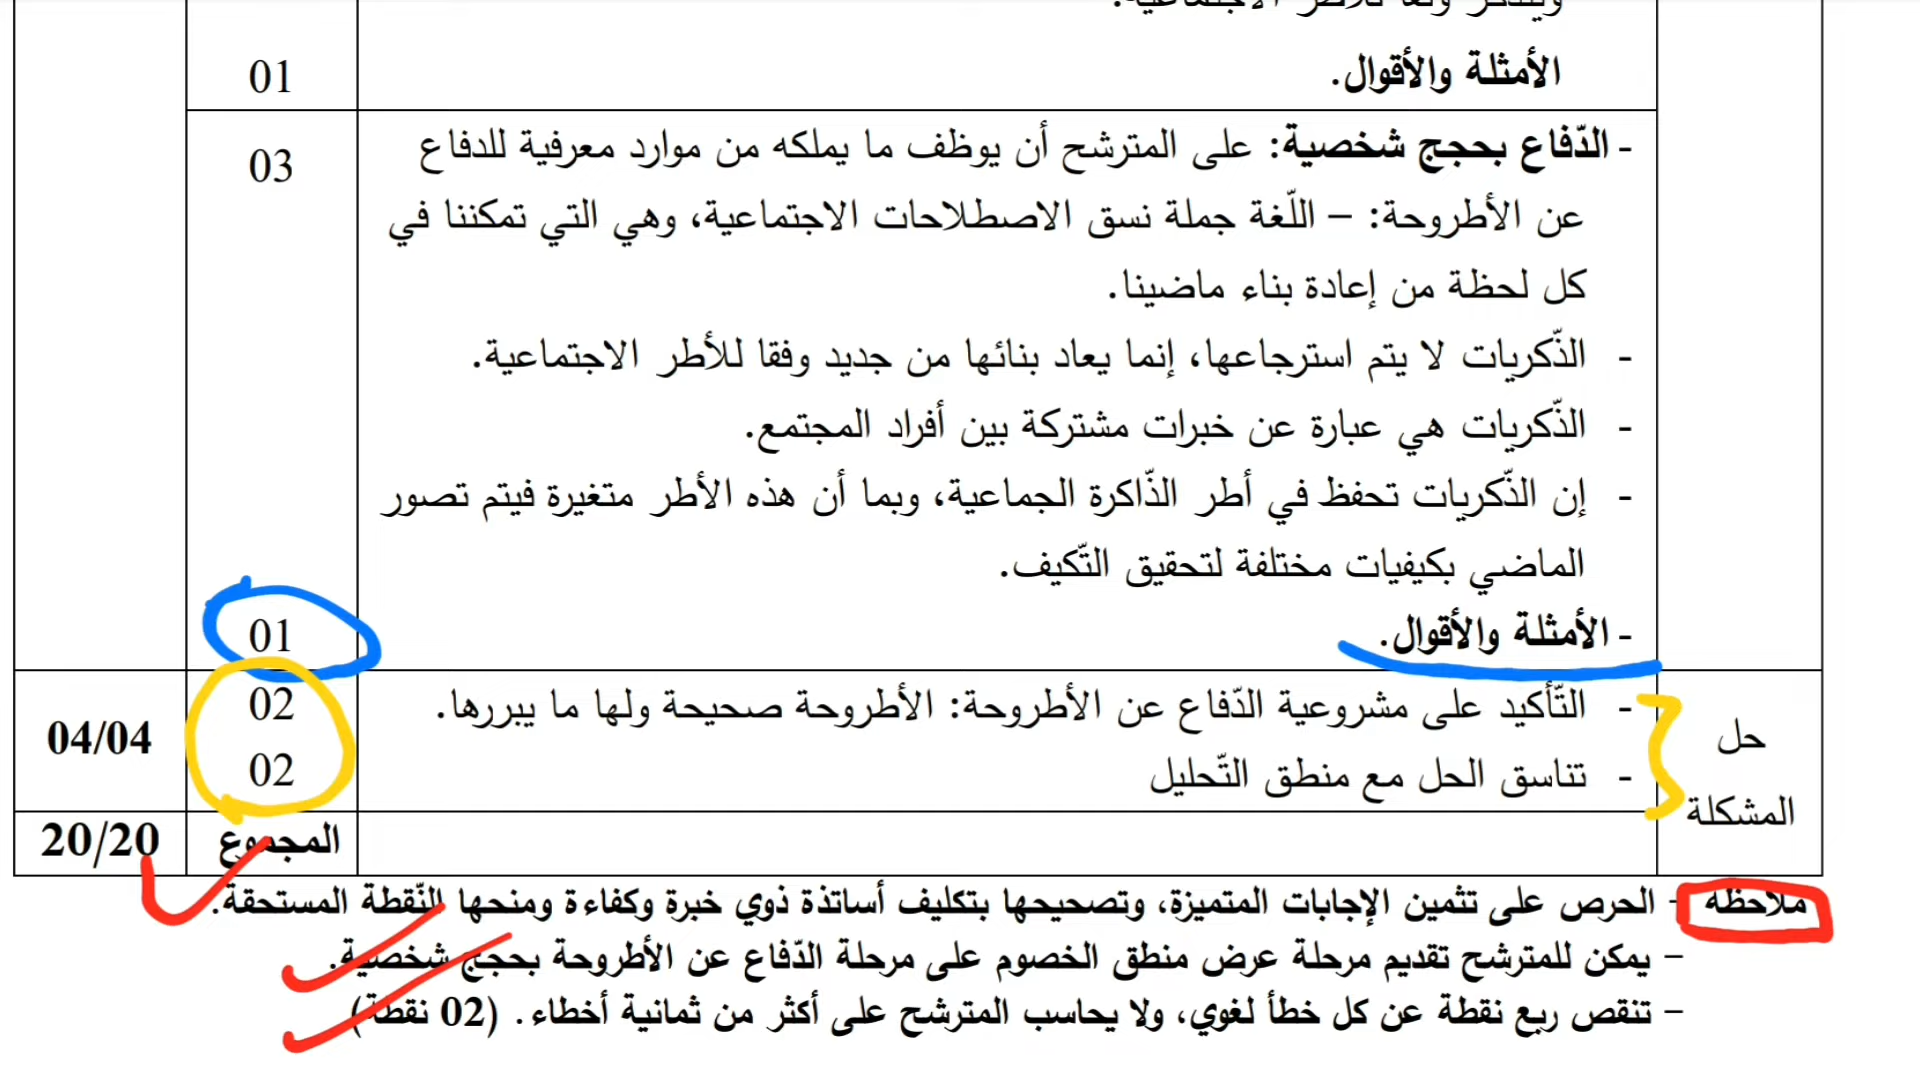 ويتذكر وفقا للأطر الاجتماعية.
الأمثلة والأقوال.
01
- الدّفاع بحجج شخصية: على المترشح أن يوظف ما يملكه من موارد معرفية للدفاع
03
عن الأطروحة: – اللّغة جملة نسق الاصطلاحات الاجتماعية، وهي التي تمكننا في
كل لحظة من إعادة بناء ماضينا.
- الذّكريات لا يتم استرجاعها، إنما يعاد بنائها من جديد وفقا للأطر الاجتماعية.
- الذّكريات هي عبارة عن خبرات مشتركة بين أفراد المجتمع.
- إن الذّكريات تحفظ في أطر الذّاكرة الجماعية، وبما أن هذه الأطر متغيرة فيتم تصور
الماضي بكيفيات مختلفة لتحقيق التّكيف.
- الأمثلة والأقوال.
01
حل
المشكلة
- التّأكيد على مشروعية الدّفاع عن الأطروحة: الأطروحة صحيحة ولها ما يبررها.
02
- تناسق الحل مع منطق التّحليل
02
04/04
المجموع
20/20
ملاحظة - الحرص على تثمين الإجابات المتميزة، وتصحيحها بتكليف أساتذة ذوي خبرة وكفاءة ومنحها النّقطة المستحقة.
– يمكن للمترشح تقديم مرحلة عرض منطق الخصوم على مرحلة الدّفاع عن الأطروحة بحجج شخصية.
– تنقص ربع نقطة عن كل خطأ لغوي، ولا يحاسب المترشح على أكثر من ثمانية أخطاء. (02 نقطة)